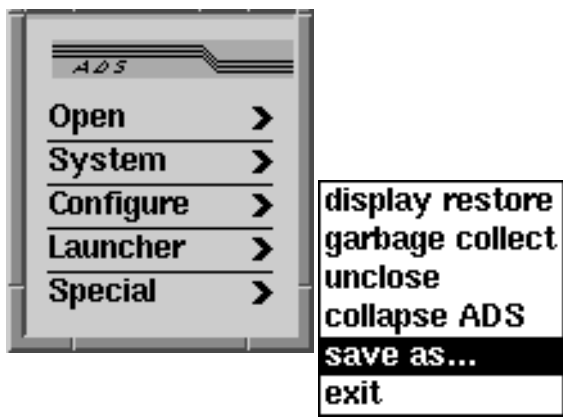 ADS
Open
System
Configure
Launcher
Special
display restore
garbage collect
unclose
collapse ADS
save as...
exit